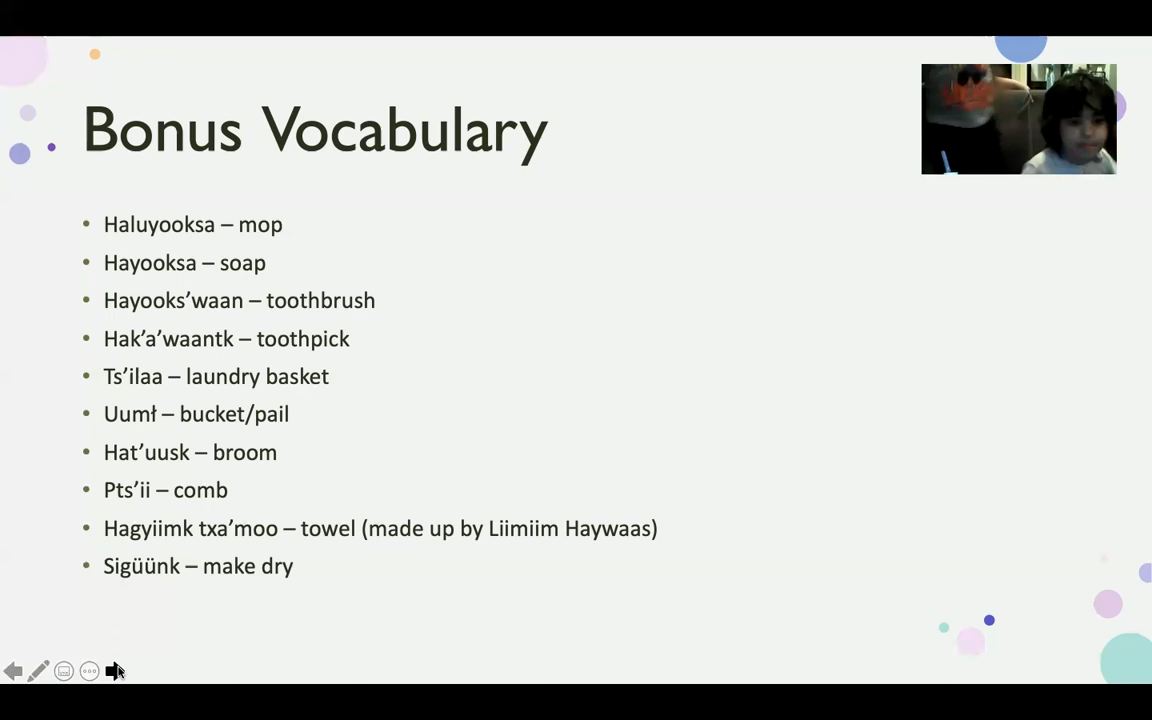 Bonus Vocabulary
• Haluyooksa – mop
• Hayooksa – soap
• Hayooks’waan – toothbrush
• Hak’a’waantk – toothpick
• Ts’ilaa – laundry basket
• Uumł – bucket/pail
• Hat’uusk – broom
• Pts’ii – comb
• Hagyiimk txa’moo – towel (made up by Liimiim Haywaas)
• Sigüünk – make dry